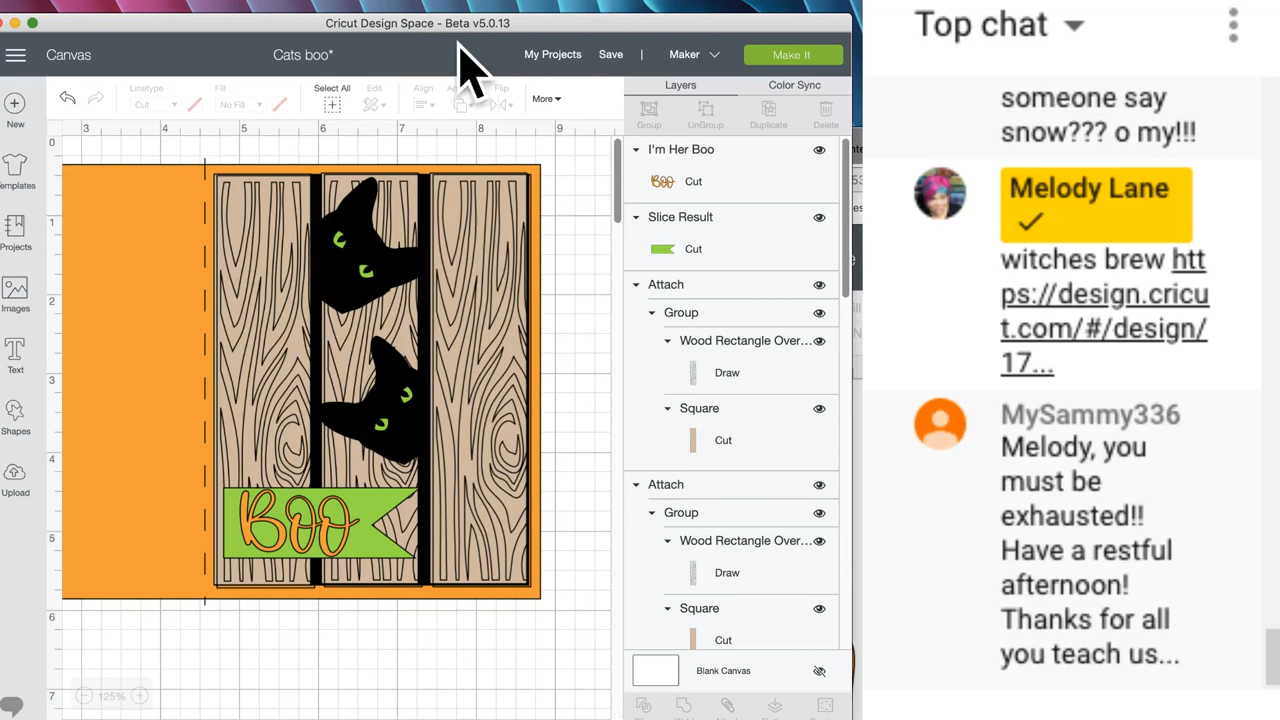 Cricut Design Space - Beta v5.0.13
Canvas
Cats boo*
My Projects
Save
|
Maker
Make It
Linetype
Cut
Fill
No Fill
Select All
Edit
Align
Flip
More
New
Templates
Projects
Images
Text
Shapes
Upload
3 4 5 6 7 8 9
0
1
2
3
4
5
6
7
BOO
125%
Layers
Color Sync
Group
UnGroup
Duplicate
Delete
I'm Her Boo
BOO
Cut
Slice Result
Cut
Attach
Group
Wood Rectangle Over...
Draw
Square
Cut
Attach
Group
Wood Rectangle Over...
Draw
Square
Cut
Blank Canvas
Top chat
someone say
snow??? o my!!!
Melody Lane
witches brew htt
ps://design.cricu
t.com/#/design/
17...
MySammy336
Melody, you
must be
exhausted!!
Have a restful
afternoon!
Thanks for all
you teach us...